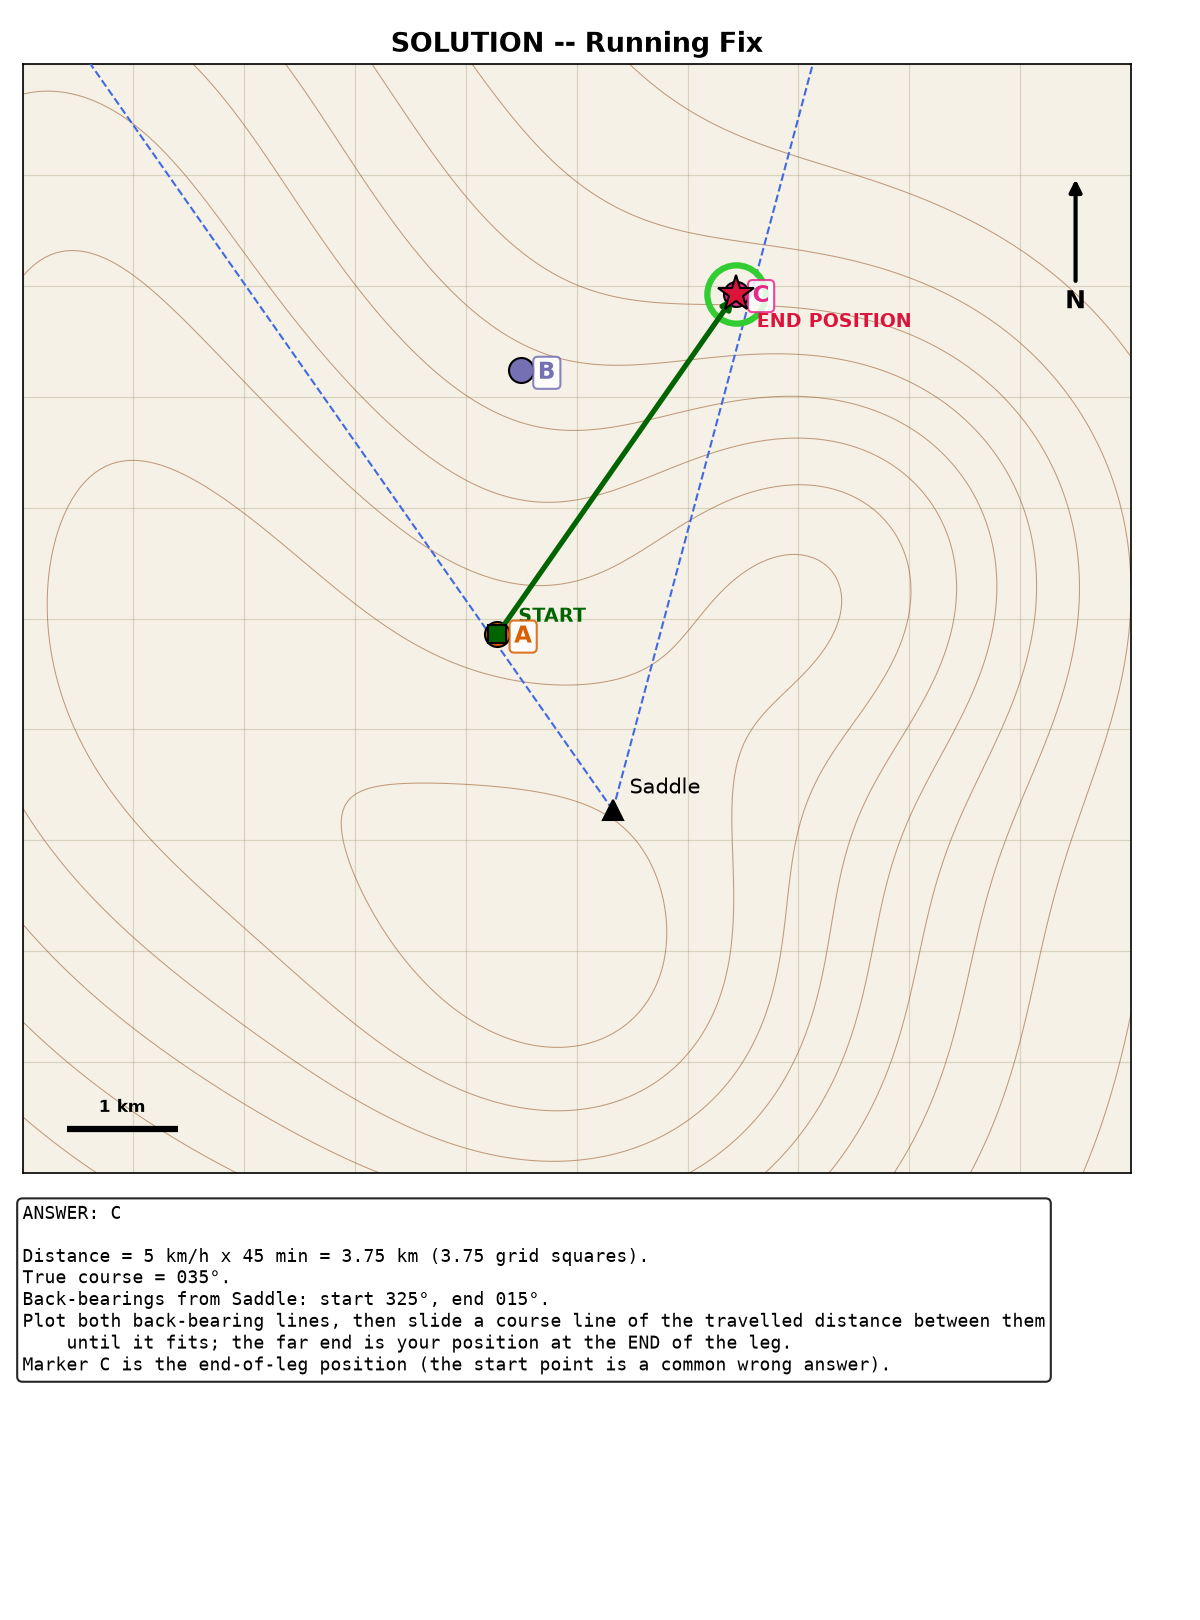 SOLUTION -- Running Fix
N
C
END POSITION
B
START
A
Saddle
1 km
ANSWER: C
Distance = 5 km/h x 45 min = 3.75 km (3.75 grid squares).
True course = 035°.
Back-bearings from Saddle: start 325°, end 015°.
Plot both back-bearing lines, then slide a course line of the travelled distance between them
until it fits; the far end is your position at the END of the leg.
Marker C is the end-of-leg position (the start point is a common wrong answer).